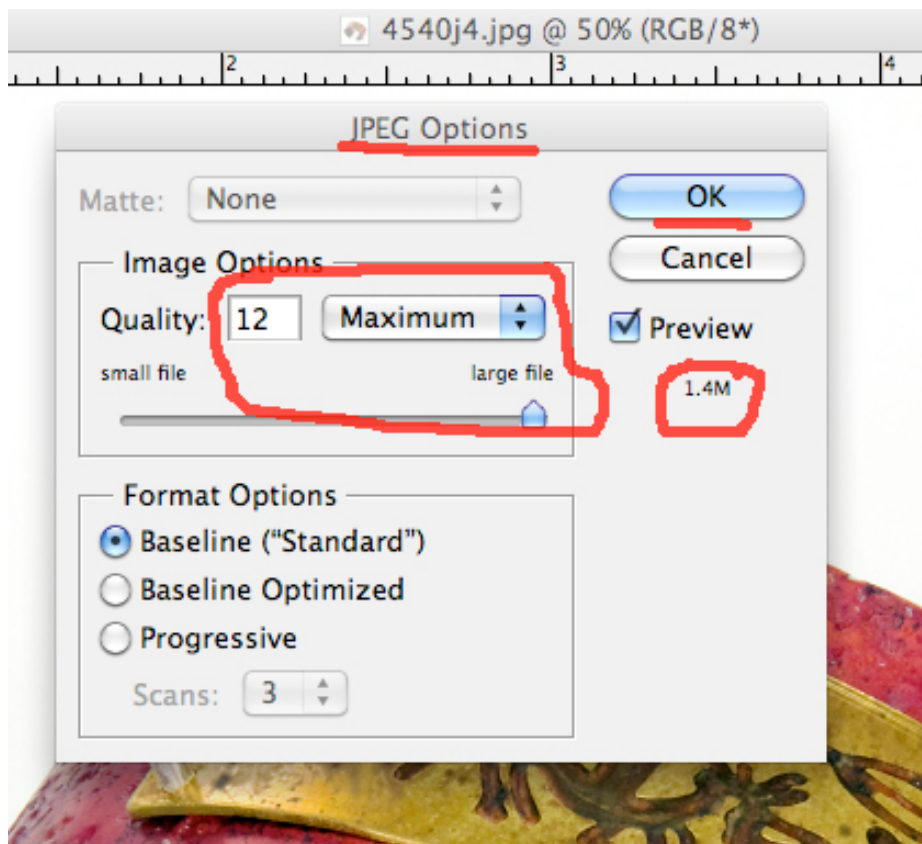 4540j4.jpg @ 50% (RGB/8*)
2 3 4
JPEG Options
Matte: None
OK
Cancel
Image Options
Quality: 12 Maximum
Preview
small file large file
1.4M
Format Options
Baseline (“Standard”)
Baseline Optimized
Progressive
Scans: 3